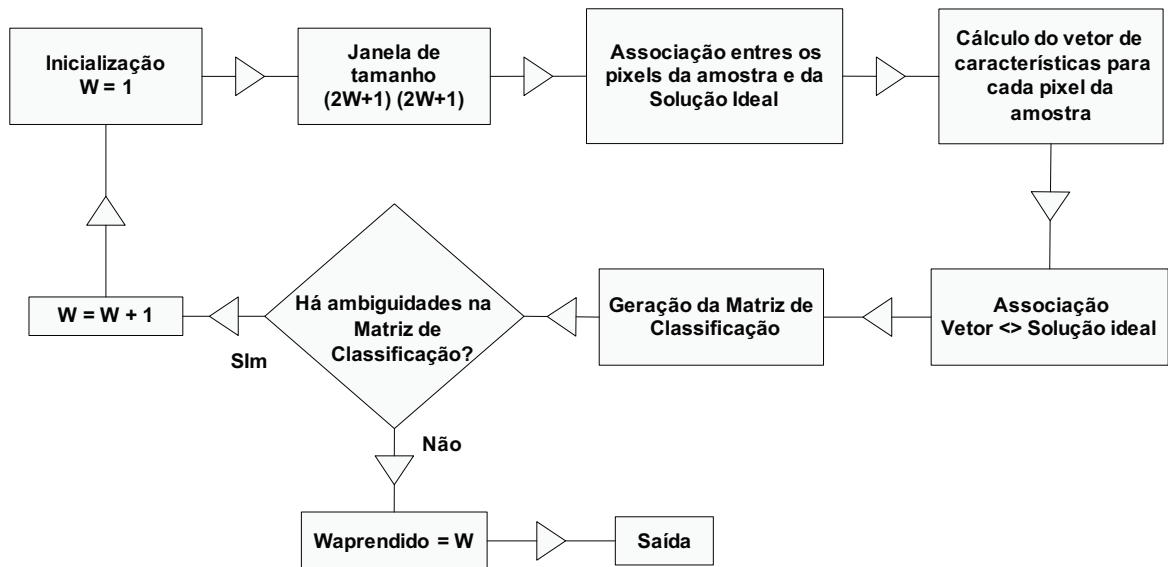 Inicialização
W = 1
Janela de
tamanho
(2W+1) (2W+1)
Associação entres os
pixels da amostra e da
Solução Ideal
Cálculo do vetor de
características para
cada pixel da
amostra
Associação
Vetor <> Solução ideal
Geração da Matriz de
Classificação
Há ambiguidades na
Matriz de
Classificação?
SIm
W = W + 1
Não
Waprendido = W
Saída